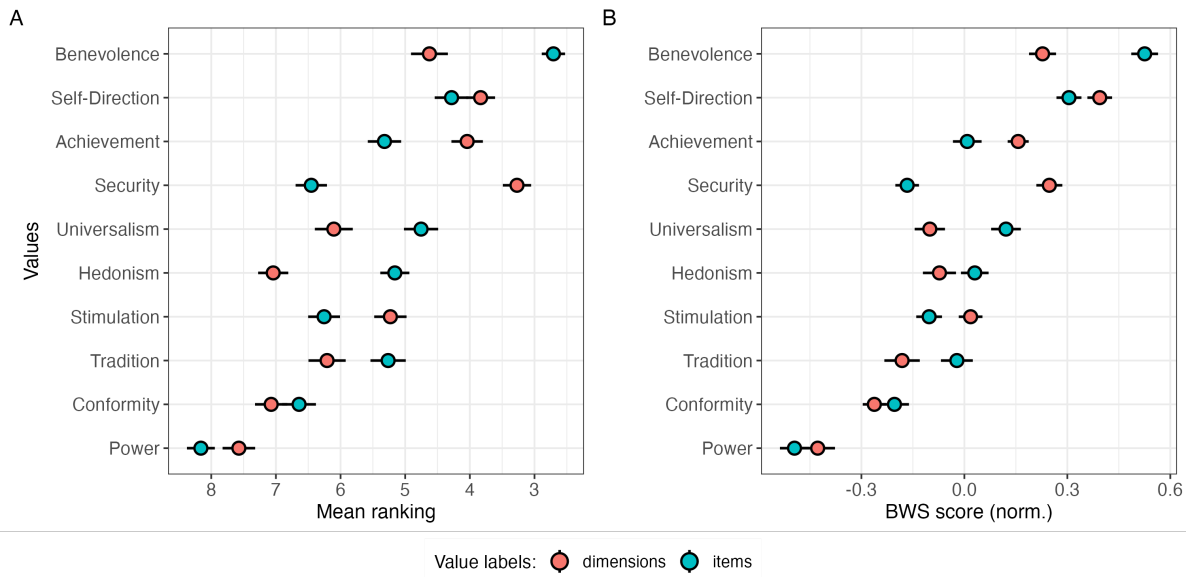 A
B
Values
Benevolence
Self-Direction
Achievement
Security
Universalism
Hedonism
Stimulation
Tradition
Conformity
Power
8 7 6 5 4 3
Mean ranking
Benevolence
Self-Direction
Achievement
Security
Universalism
Hedonism
Stimulation
Tradition
Conformity
Power
-0.3 0.0 0.3 0.6
BWS score (norm.)
Value labels: dimensions items